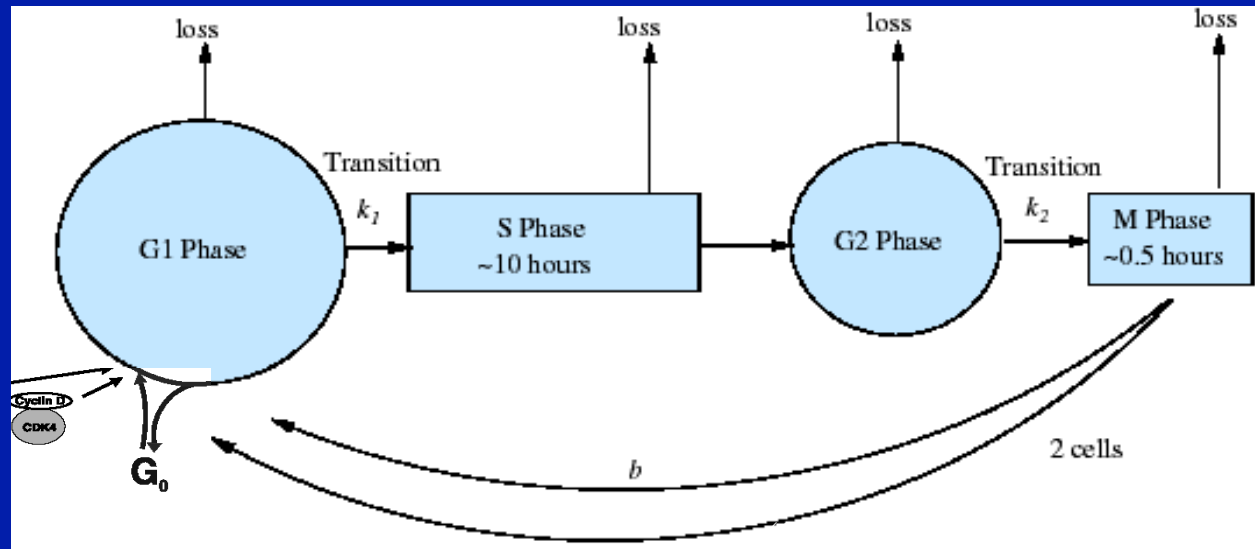 loss
loss
loss
loss
Transition
k1
Transition
k2
G1 Phase
S Phase
~10 hours
G2 Phase
M Phase
~0.5 hours
Cyclin D
CDK4
G0
b
2 cells